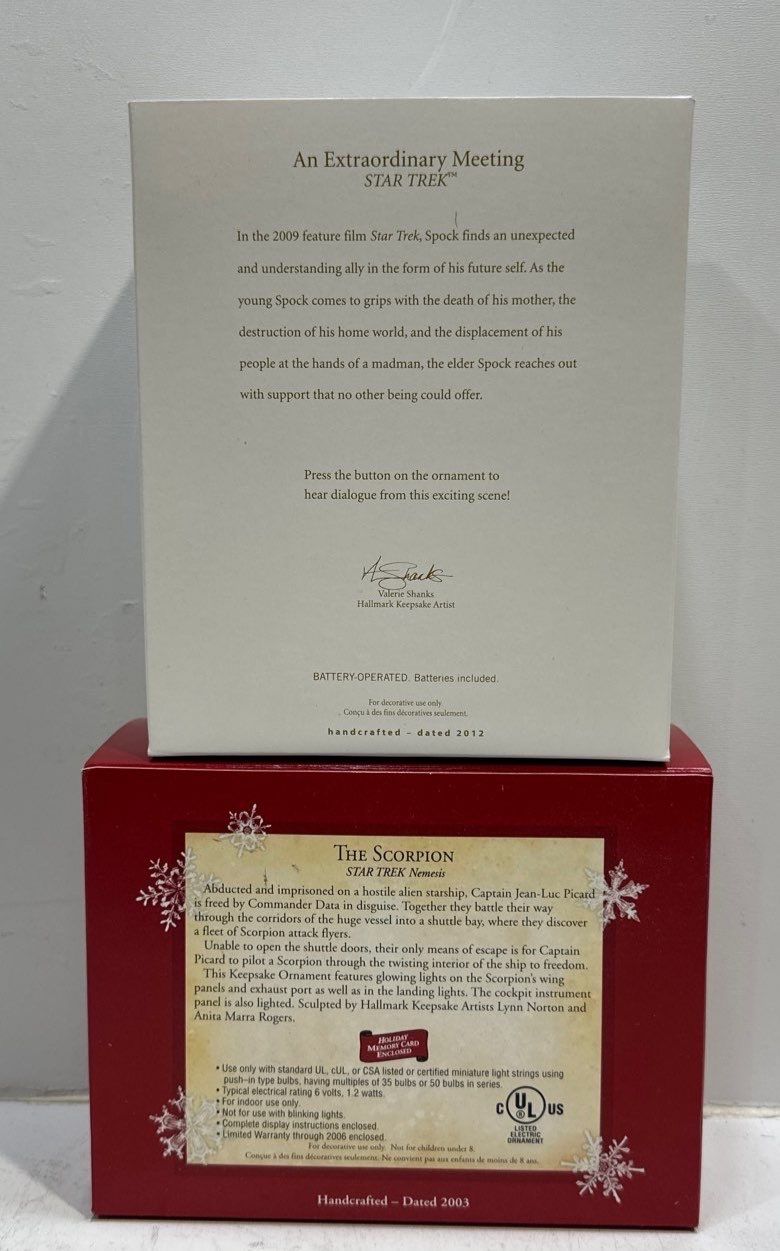 An Extraordinary Meeting
STAR TREK™
In the 2009 feature film Star Trek, Spock finds an unexpected
and understanding ally in the form of his future self. As the
young Spock comes to grips with the death of his mother, the
destruction of his home world, and the displacement of his
people at the hands of a madman, the elder Spock reaches out
with support that no other being could offer.
Press the button on the ornament to
hear dialogue from this exciting scene!
Valerie Shanks
Hallmark Keepsake Artist
BATTERY-OPERATED. Batteries included.
For decorative use only.
Conçu à des fins décoratives seulement.
handcrafted – dated 2012
THE SCORPION
STAR TREK Nemesis
Abducted and imprisoned on a hostile alien starship, Captain Jean-Luc Picard
is freed by Commander Data in disguise. Together they battle their way
through the corridors of the huge vessel into a shuttle bay, where they discover
a fleet of Scorpion attack flyers.
Unable to open the shuttle doors, their only means of escape is for Captain
Picard to pilot a Scorpion through the twisting interior of the ship to freedom.
This Keepsake Ornament features glowing lights on the Scorpion's wing
panels and exhaust port as well as in the landing lights. The cockpit instrument
panel is also lighted. Sculpted by Hallmark Keepsake Artists Lynn Norton and
Anita Marra Rogers.
HOLIDAY
MEMORY CARD
ENCLOSED
• Use only with standard UL, cUL, or CSA listed or certified miniature light strings using
push-in type bulbs, having multiples of 35 bulbs or 50 bulbs in series.
• Typical electrical rating 6 volts, 1.2 watts.
• For indoor use only.
• Not for use with blinking lights.
• Complete display instructions enclosed.
• Limited Warranty through 2006 enclosed.
C UL US
LISTED
ELECTRIC
ORNAMENT
For decorative use only. Not for children under 8.
Conçue à des fins décoratives seulement. Ne convient pas aux enfants de moins de 8 ans.
Handcrafted – Dated 2003